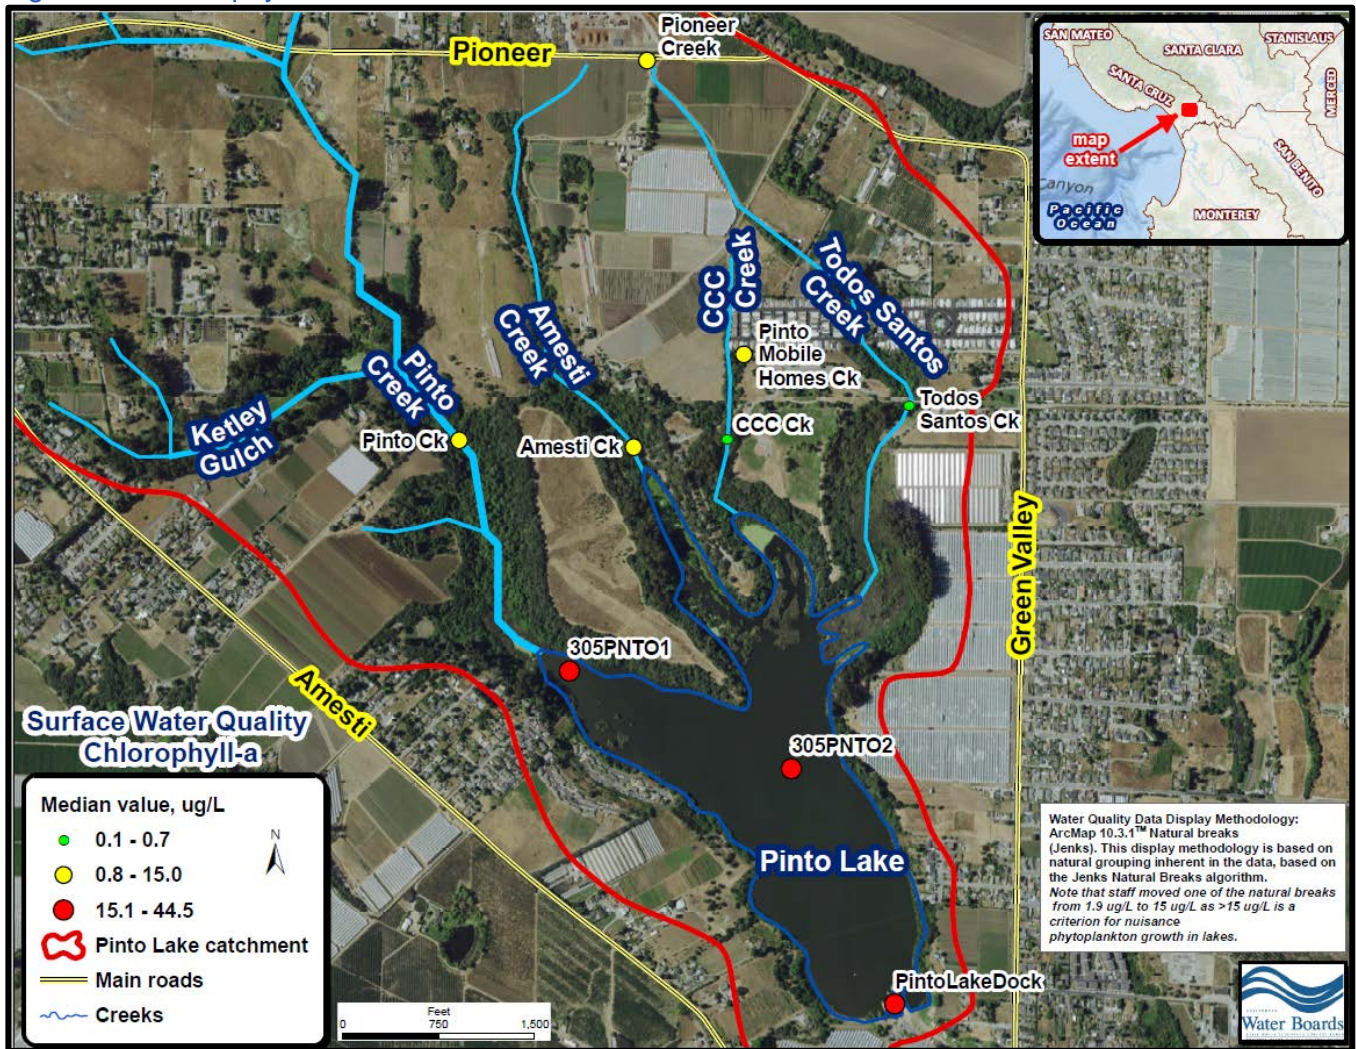 Pioneer
Creek
Pioneer
SAN MATEO
SANTA CLARA
STANISLAUS
SANTA CRUZ
MERCED
map
extent
SAN BENITO
Canyon
Pacific
Ocean
MONTEREY
CCC
Creek
Todos Santos
Creek
Amesti
Creek
Pinto
Mobile
Homes Ck
Pinto
Creek
Todos
Santos Ck
Ketley
Gulch
Pinto Ck
Amesti Ck
CCC Ck
Green Valley
305PNTO1
Amesti
305PNTO2
Surface Water Quality
Chlorophyll-a
Median value, ug/L
N
0.1 - 0.7
0.8 - 15.0
15.1 - 44.5
Pinto Lake catchment
Main roads
Creeks
Pinto Lake
Water Quality Data Display Methodology:
ArcMap 10.3.1™ Natural breaks
(Jenks). This display methodology is based on
natural grouping inherent in the data, based on
the Jenks Natural Breaks algorithm.
Note that staff moved one of the natural breaks
from 1.9 ug/L to 15 ug/L as >15 ug/L is a
criterion for nuisance
phytoplankton growth in lakes.
PintoLakeDock
Feet
0 750 1,500
Water Boards